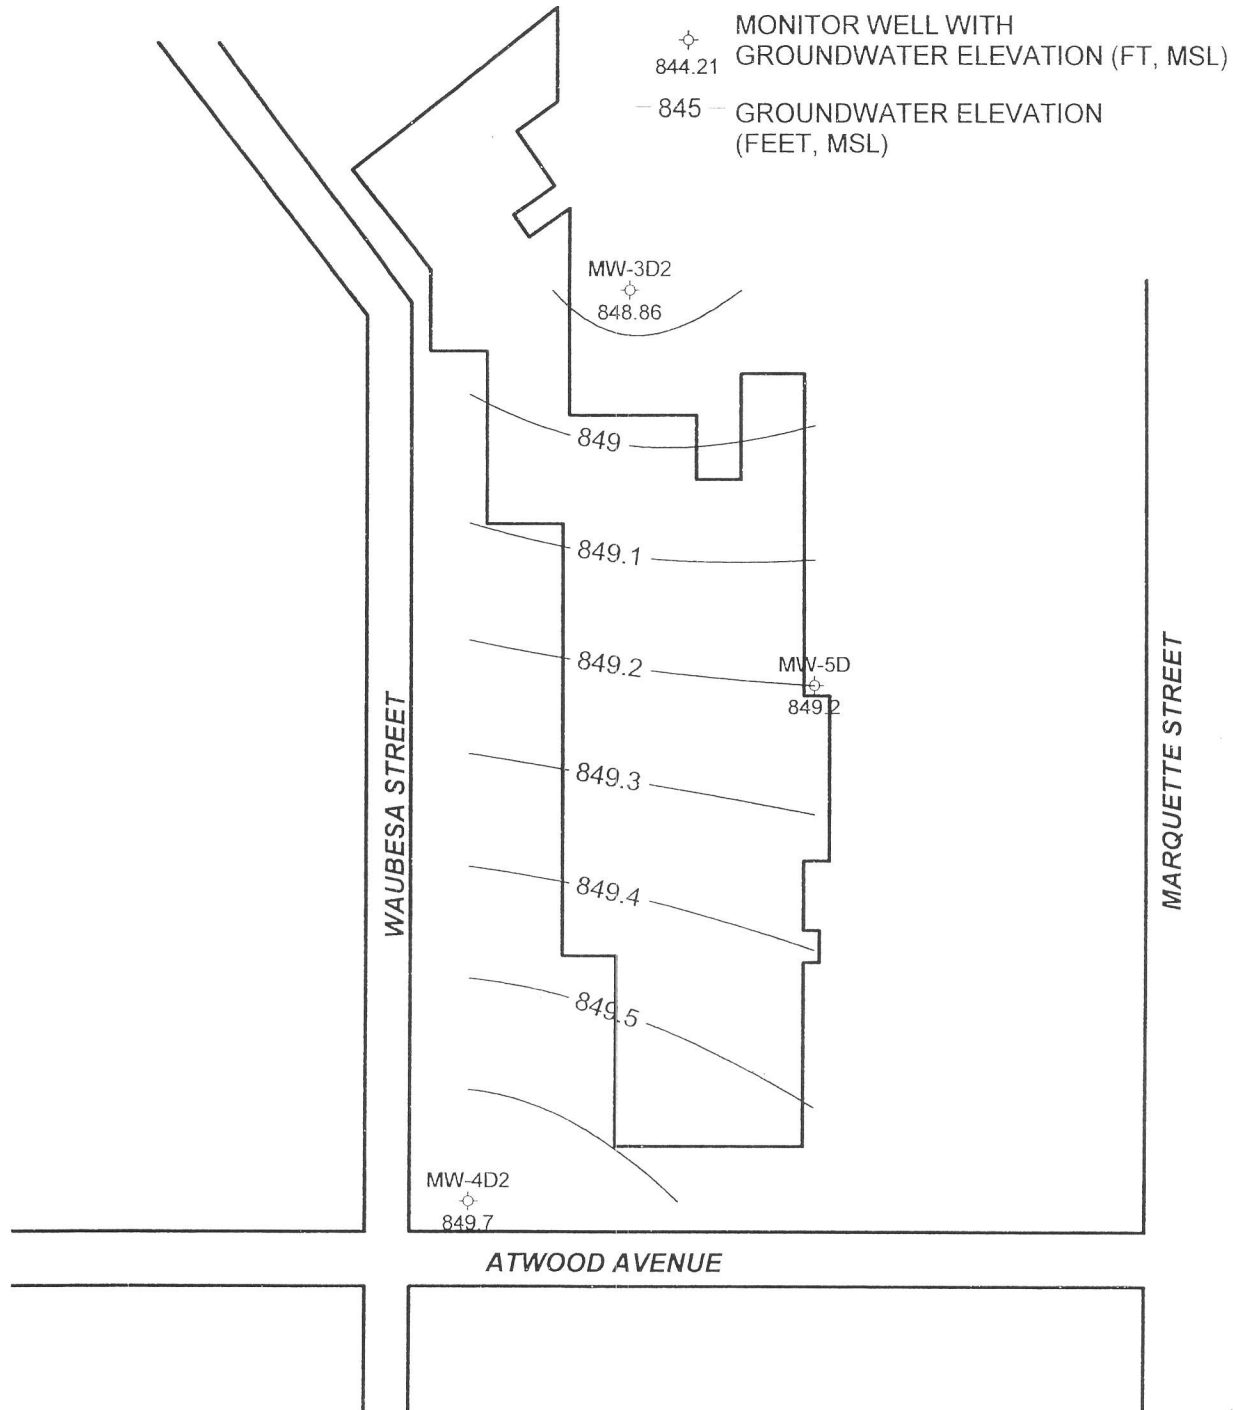 MONITOR WELL WITH
844.21 GROUNDWATER ELEVATION (FT, MSL)
845 GROUNDWATER ELEVATION
(FEET, MSL)
MW-3D2
848.86
849
849.1
849.2
MW-5D
849.2
849.3
849.4
849.5
WAUBESA STREET
MARQUETTE STREET
MW-4D2
849.7
ATWOOD AVENUE